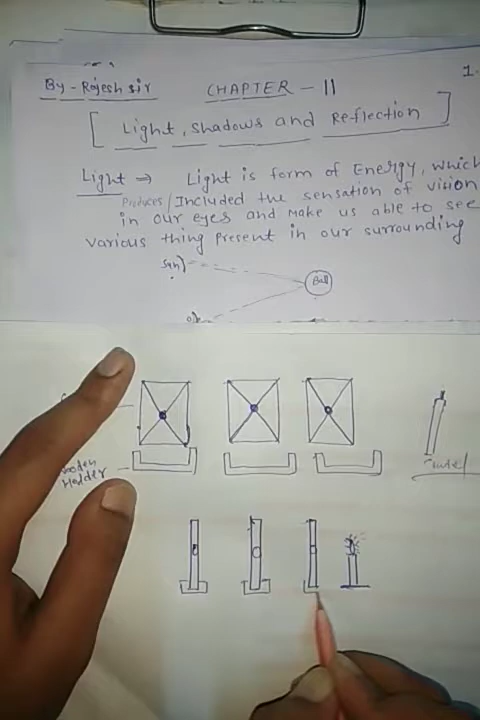 By - Rajesh sir
CHAPTER - 11
1.
[ Light, Shadows and Reflection ]
Light ⇒ Light is form of Energy, which
Produces / Included the sensation of vision
in our eyes and make us able to see
various thing present in our surrounding
Sun
Ball
Wooden
Holder